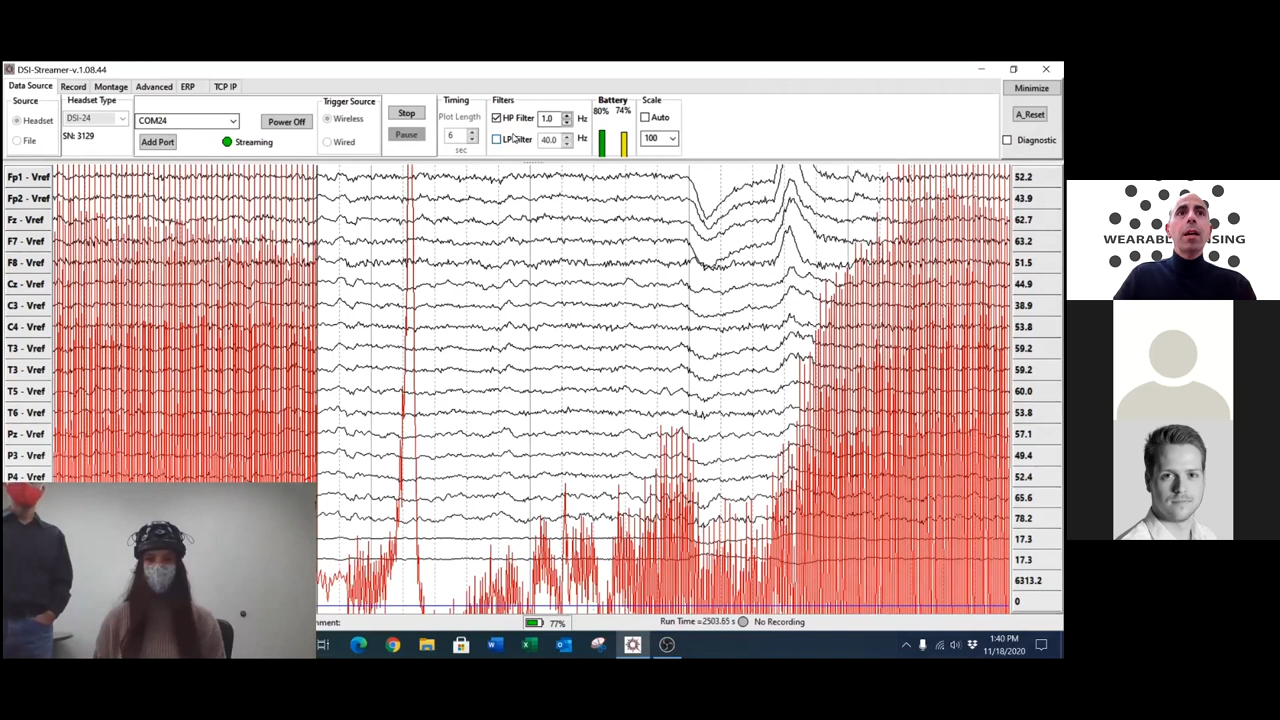 DSI-Streamer-v.1.08.44
Data Source Record Montage Advanced ERP TCP IP
Source Headset Type Trigger Source Timing Filters Battery Scale Minimize
Headset DSI-24 COM24 Power Off Wireless Stop Plot Length HP Filter 1.0 Hz 80% 74% Auto A_Reset
File SN: 3129 Add Port Streaming Wired Pause 6 sec LP Filter 40.0 Hz 100 Diagnostic
Fp1 - Vref 52.2
Fp2 - Vref 43.9
Fz - Vref 62.7
F7 - Vref 63.2
F8 - Vref 51.5
Cz - Vref 44.9
C3 - Vref 38.9
C4 - Vref 53.8
T3 - Vref 59.2
T3 - Vref 59.2
T5 - Vref 60.0
T6 - Vref 53.8
Pz - Vref 57.1
P3 - Vref 49.4
P4 - Vref 52.4
65.6
78.2
17.3
17.3
6313.2
0
nment: 77% Run Time =2503.65 s No Recording
1:40 PM
11/18/2020